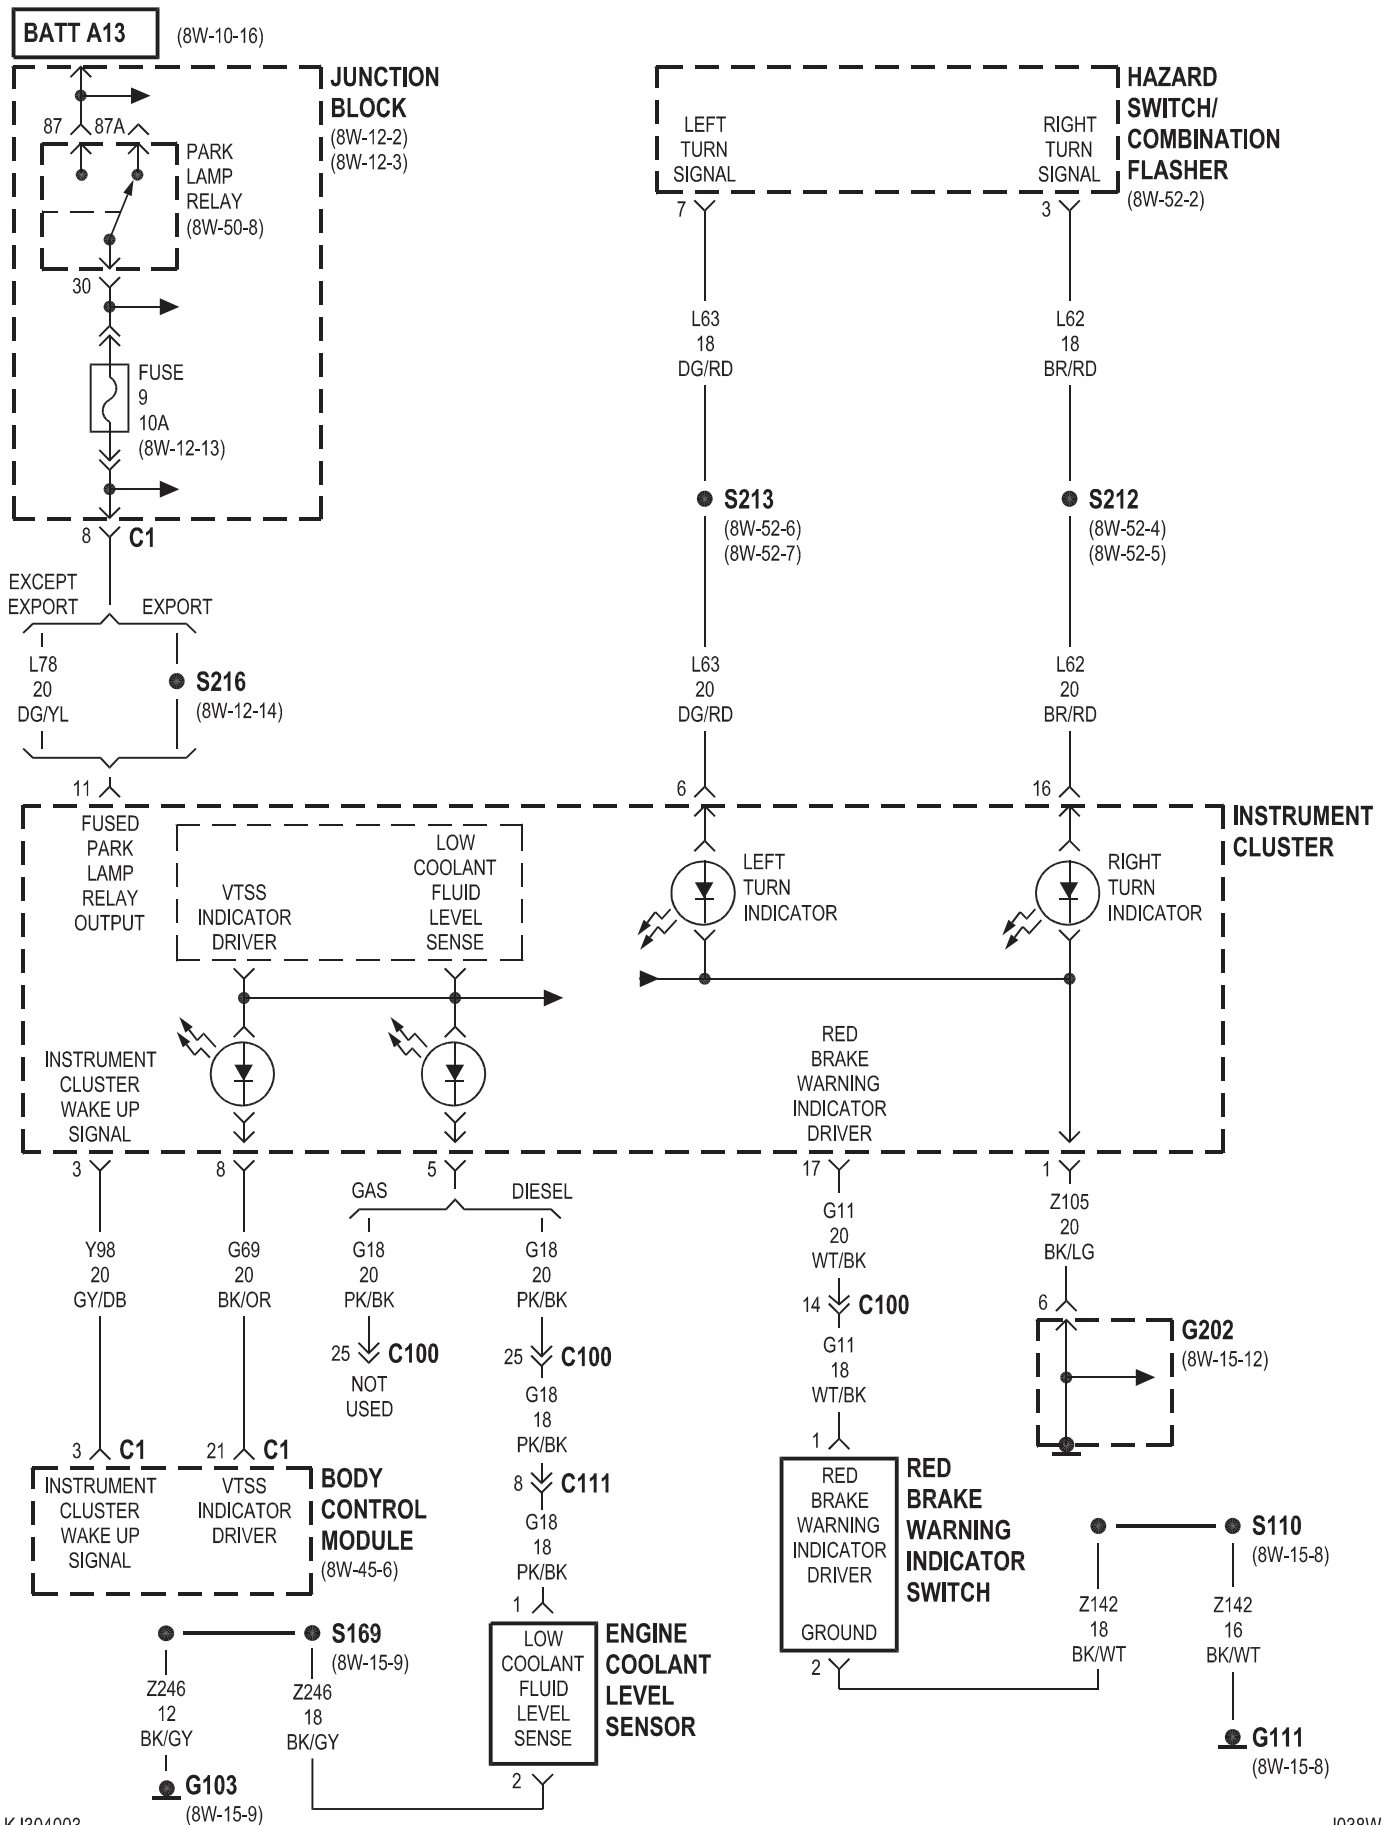 BATT A13
(8W-10-16)
JUNCTION
BLOCK
(8W-12-2)
(8W-12-3)
87
87A
PARK
LAMP
RELAY
(8W-50-8)
30
FUSE
9
10A
(8W-12-13)
8
C1
HAZARD
SWITCH/
COMBINATION
FLASHER
(8W-52-2)
LEFT
TURN
SIGNAL
RIGHT
TURN
SIGNAL
7
3
L63
18
DG/RD
L62
18
BR/RD
S213
(8W-52-6)
(8W-52-7)
S212
(8W-52-4)
(8W-52-5)
EXCEPT
EXPORT
EXPORT
L78
20
DG/YL
S216
(8W-12-14)
L63
20
DG/RD
L62
20
BR/RD
11
6
16
INSTRUMENT
CLUSTER
FUSED
PARK
LAMP
RELAY
OUTPUT
VTSS
INDICATOR
DRIVER
LOW
COOLANT
FLUID
LEVEL
SENSE
LEFT
TURN
INDICATOR
RIGHT
TURN
INDICATOR
INSTRUMENT
CLUSTER
WAKE UP
SIGNAL
RED
BRAKE
WARNING
INDICATOR
DRIVER
3
8
5
17
1
GAS
DIESEL
Y98
20
GY/DB
G69
20
BK/OR
G18
20
PK/BK
G18
20
PK/BK
G11
20
WT/BK
Z105
20
BK/LG
25
C100
NOT
USED
25
C100
14
C100
6
G202
(8W-15-12)
G18
18
PK/BK
G11
18
WT/BK
3
C1
21
C1
8
C111
1
INSTRUMENT
CLUSTER
WAKE UP
SIGNAL
VTSS
INDICATOR
DRIVER
BODY
CONTROL
MODULE
(8W-45-6)
G18
18
PK/BK
RED
BRAKE
WARNING
INDICATOR
DRIVER
GROUND
RED
BRAKE
WARNING
INDICATOR
SWITCH
S110
(8W-15-8)
1
2
Z142
18
BK/WT
Z142
16
BK/WT
S169
(8W-15-9)
LOW
COOLANT
FLUID
LEVEL
SENSE
ENGINE
COOLANT
LEVEL
SENSOR
Z246
12
BK/GY
Z246
18
BK/GY
2
G103
(8W-15-9)
G111
(8W-15-8)